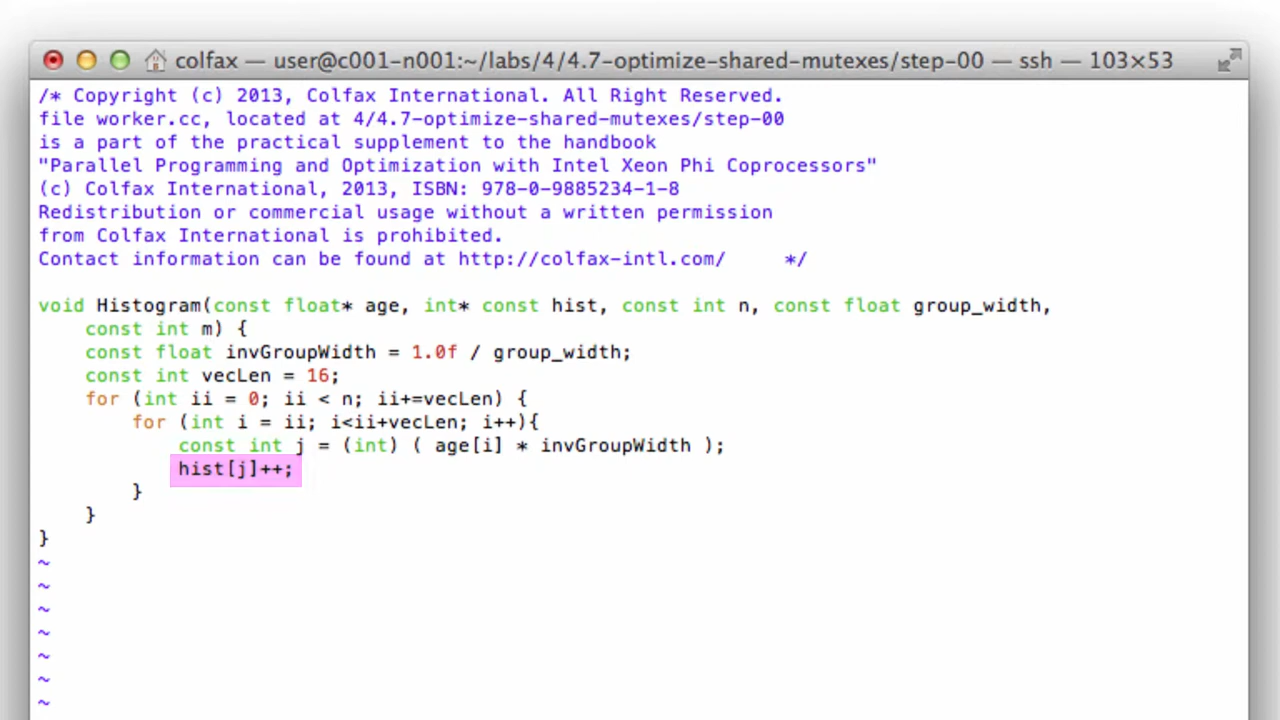 colfax — user@c001-n001:~/labs/4/4.7-optimize-shared-mutexes/step-00 — ssh — 103×53
/* Copyright (c) 2013, Colfax International. All Right Reserved.
file worker.cc, located at 4/4.7-optimize-shared-mutexes/step-00
is a part of the practical supplement to the handbook
"Parallel Programming and Optimization with Intel Xeon Phi Coprocessors"
(c) Colfax International, 2013, ISBN: 978-0-9885234-1-8
Redistribution or commercial usage without a written permission
from Colfax International is prohibited.
Contact information can be found at http://colfax-intl.com/     */
void Histogram(const float* age, int* const hist, const int n, const float group_width,
    const int m) {
    const float invGroupWidth = 1.0f / group_width;
    const int vecLen = 16;
    for (int ii = 0; ii < n; ii+=vecLen) {
        for (int i = ii; i<ii+vecLen; i++){
            const int j = (int) ( age[i] * invGroupWidth );
            hist[j]++;
        }
    }
}
~
~
~
~
~
~
~